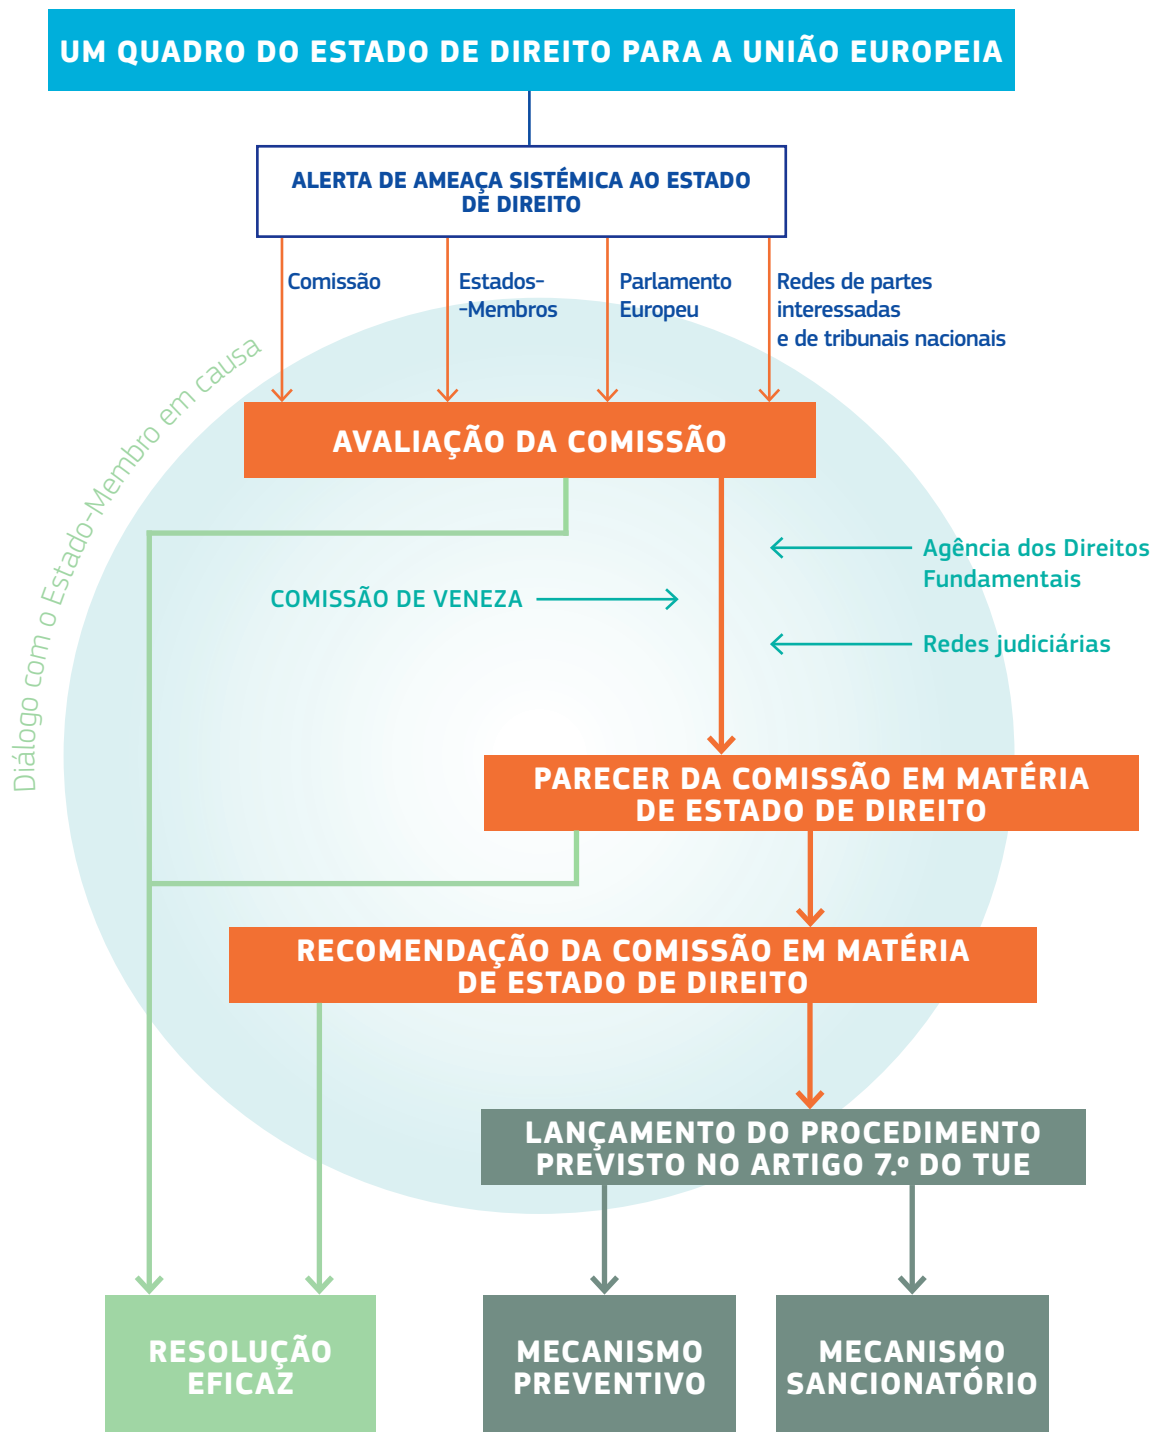 UM QUADRO DO ESTADO DE DIREITO PARA A UNIÃO EUROPEIA
ALERTA DE AMEAÇA SISTÉMICA AO ESTADO
DE DIREITO
Comissão
Estados-
-Membros
Parlamento
Europeu
Redes de partes
interessadas
e de tribunais nacionais
Diálogo com o Estado-Membro em causa
AVALIAÇÃO DA COMISSÃO
Agência dos Direitos
Fundamentais
COMISSÃO DE VENEZA
Redes judiciárias
PARECER DA COMISSÃO EM MATÉRIA
DE ESTADO DE DIREITO
RECOMENDAÇÃO DA COMISSÃO EM MATÉRIA
DE ESTADO DE DIREITO
LANÇAMENTO DO PROCEDIMENTO
PREVISTO NO ARTIGO 7.º DO TUE
RESOLUÇÃO
EFICAZ
MECANISMO
PREVENTIVO
MECANISMO
SANCIONATÓRIO